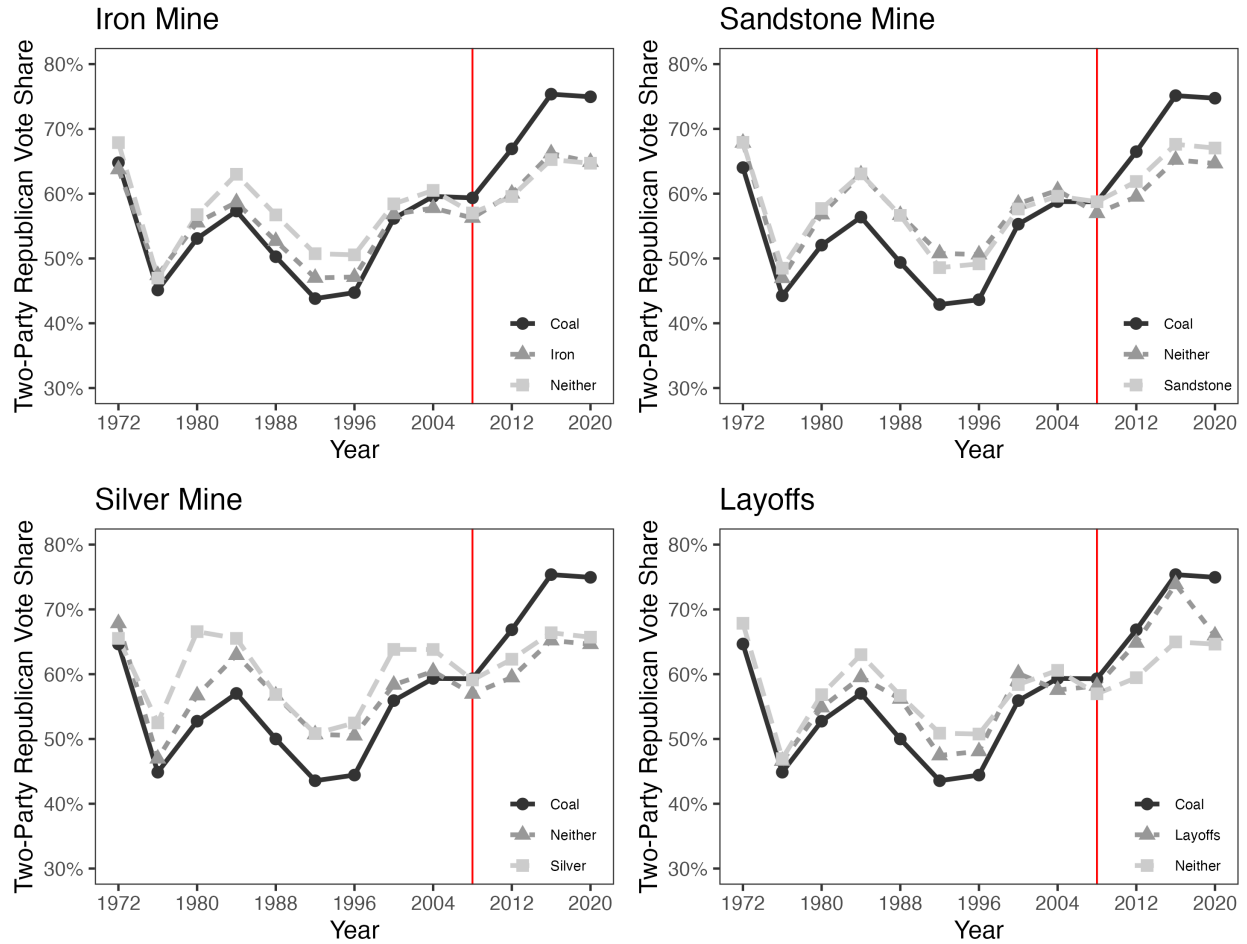 Iron Mine
Two-Party Republican Vote Share
80%
70%
60%
50%
40%
30%
Coal
Iron
Neither
1972 1980 1988 1996 2004 2012 2020
Year
Sandstone Mine
Two-Party Republican Vote Share
80%
70%
60%
50%
40%
30%
Coal
Neither
Sandstone
1972 1980 1988 1996 2004 2012 2020
Year
Silver Mine
Two-Party Republican Vote Share
80%
70%
60%
50%
40%
30%
Coal
Neither
Silver
1972 1980 1988 1996 2004 2012 2020
Year
Layoffs
Two-Party Republican Vote Share
80%
70%
60%
50%
40%
30%
Coal
Layoffs
Neither
1972 1980 1988 1996 2004 2012 2020
Year